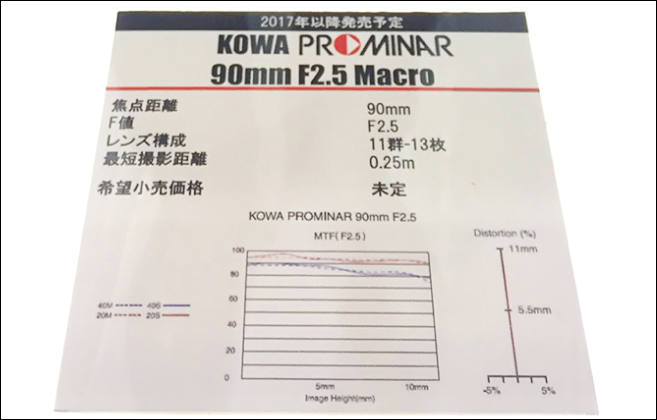 2017年以降発売予定
KOWA PROMINAR
90mm F2.5 Macro
焦点距離 90mm
F値 F2.5
レンズ構成 11群-13枚
最短撮影距離 0.25m
希望小売価格 未定
KOWA PROMINAR 90mm F2.5
MTF(F2.5)
Distortion (%)
100
80
60
40
20
0
40M 40S
20M 20S
5mm 10mm
Image Height(mm)
11mm
5.5mm
-5% 5%